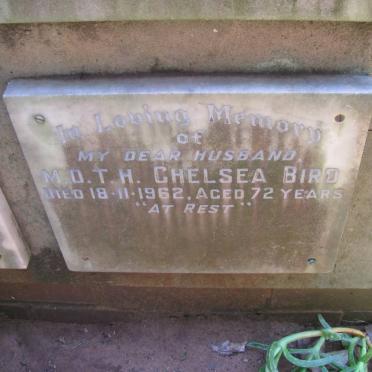 In Loving Memory
of
MY DEAR HUSBAND,
M.D.T.H. CHELSEA BIRD
DIED 18·11·1962, AGED 72 YEARS
"AT REST"